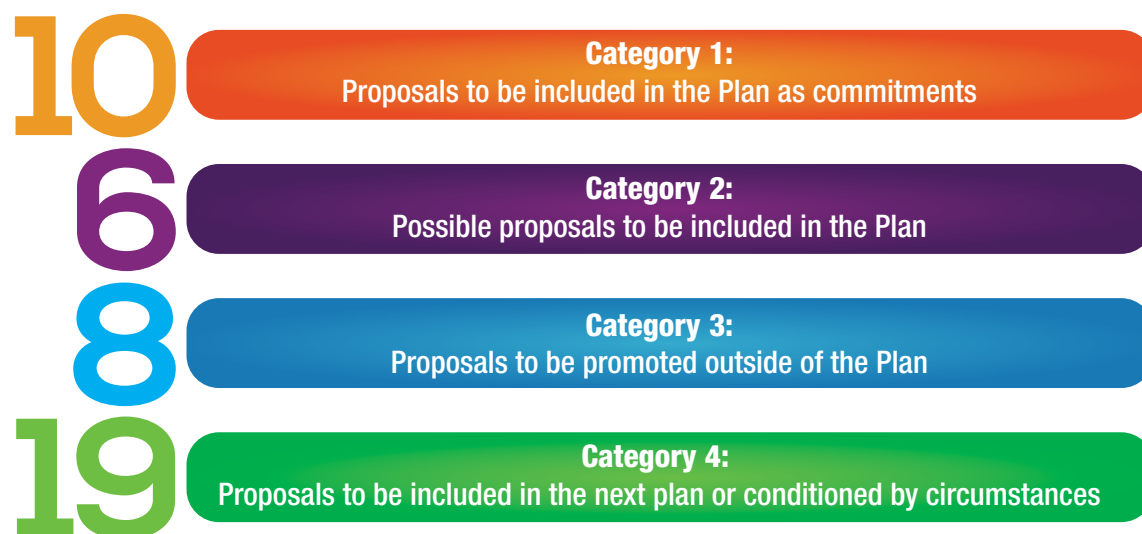 10
Category 1:
Proposals to be included in the Plan as commitments
6
Category 2:
Possible proposals to be included in the Plan
8
Category 3:
Proposals to be promoted outside of the Plan
19
Category 4:
Proposals to be included in the next plan or conditioned by circumstances